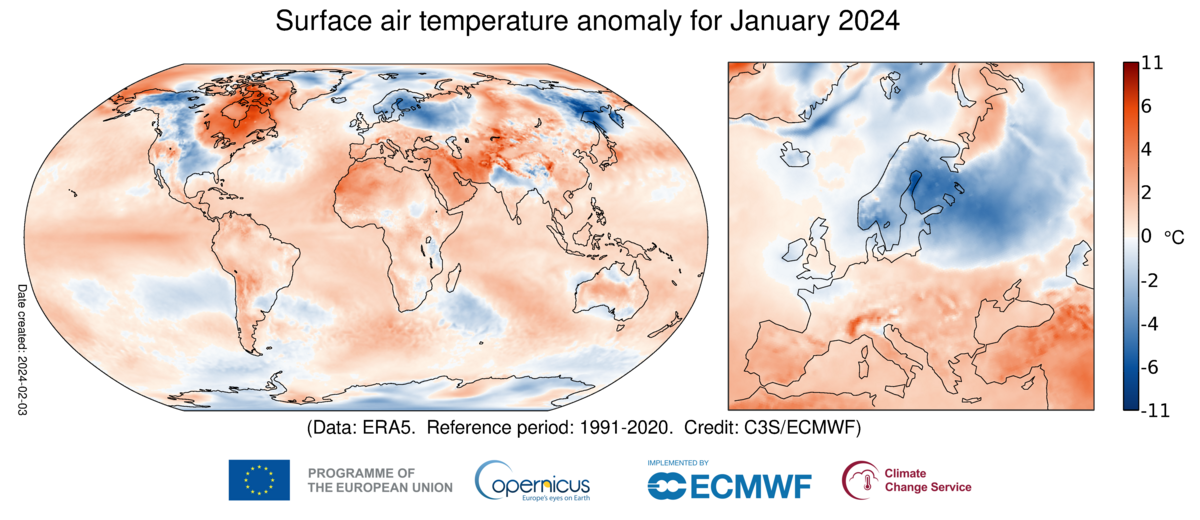 Surface air temperature anomaly for January 2024
11
6
4
2
0
-2
-4
-6
-11
°C
Date created: 2024-02-03
(Data: ERA5. Reference period: 1991-2020. Credit: C3S/ECMWF)
PROGRAMME OF
THE EUROPEAN UNION
opernicus
Europe's eyes on Earth
IMPLEMENTED BY
ECMWF
Climate
Change Service